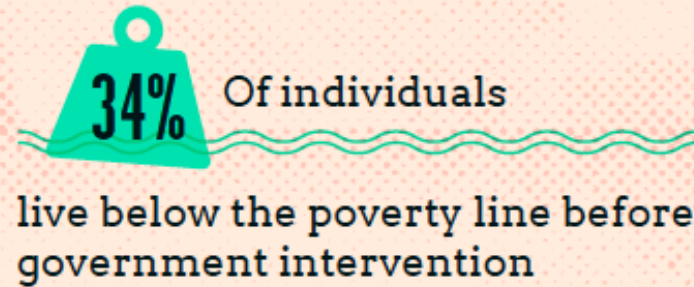 34% Of individuals
live below the poverty line before
government intervention